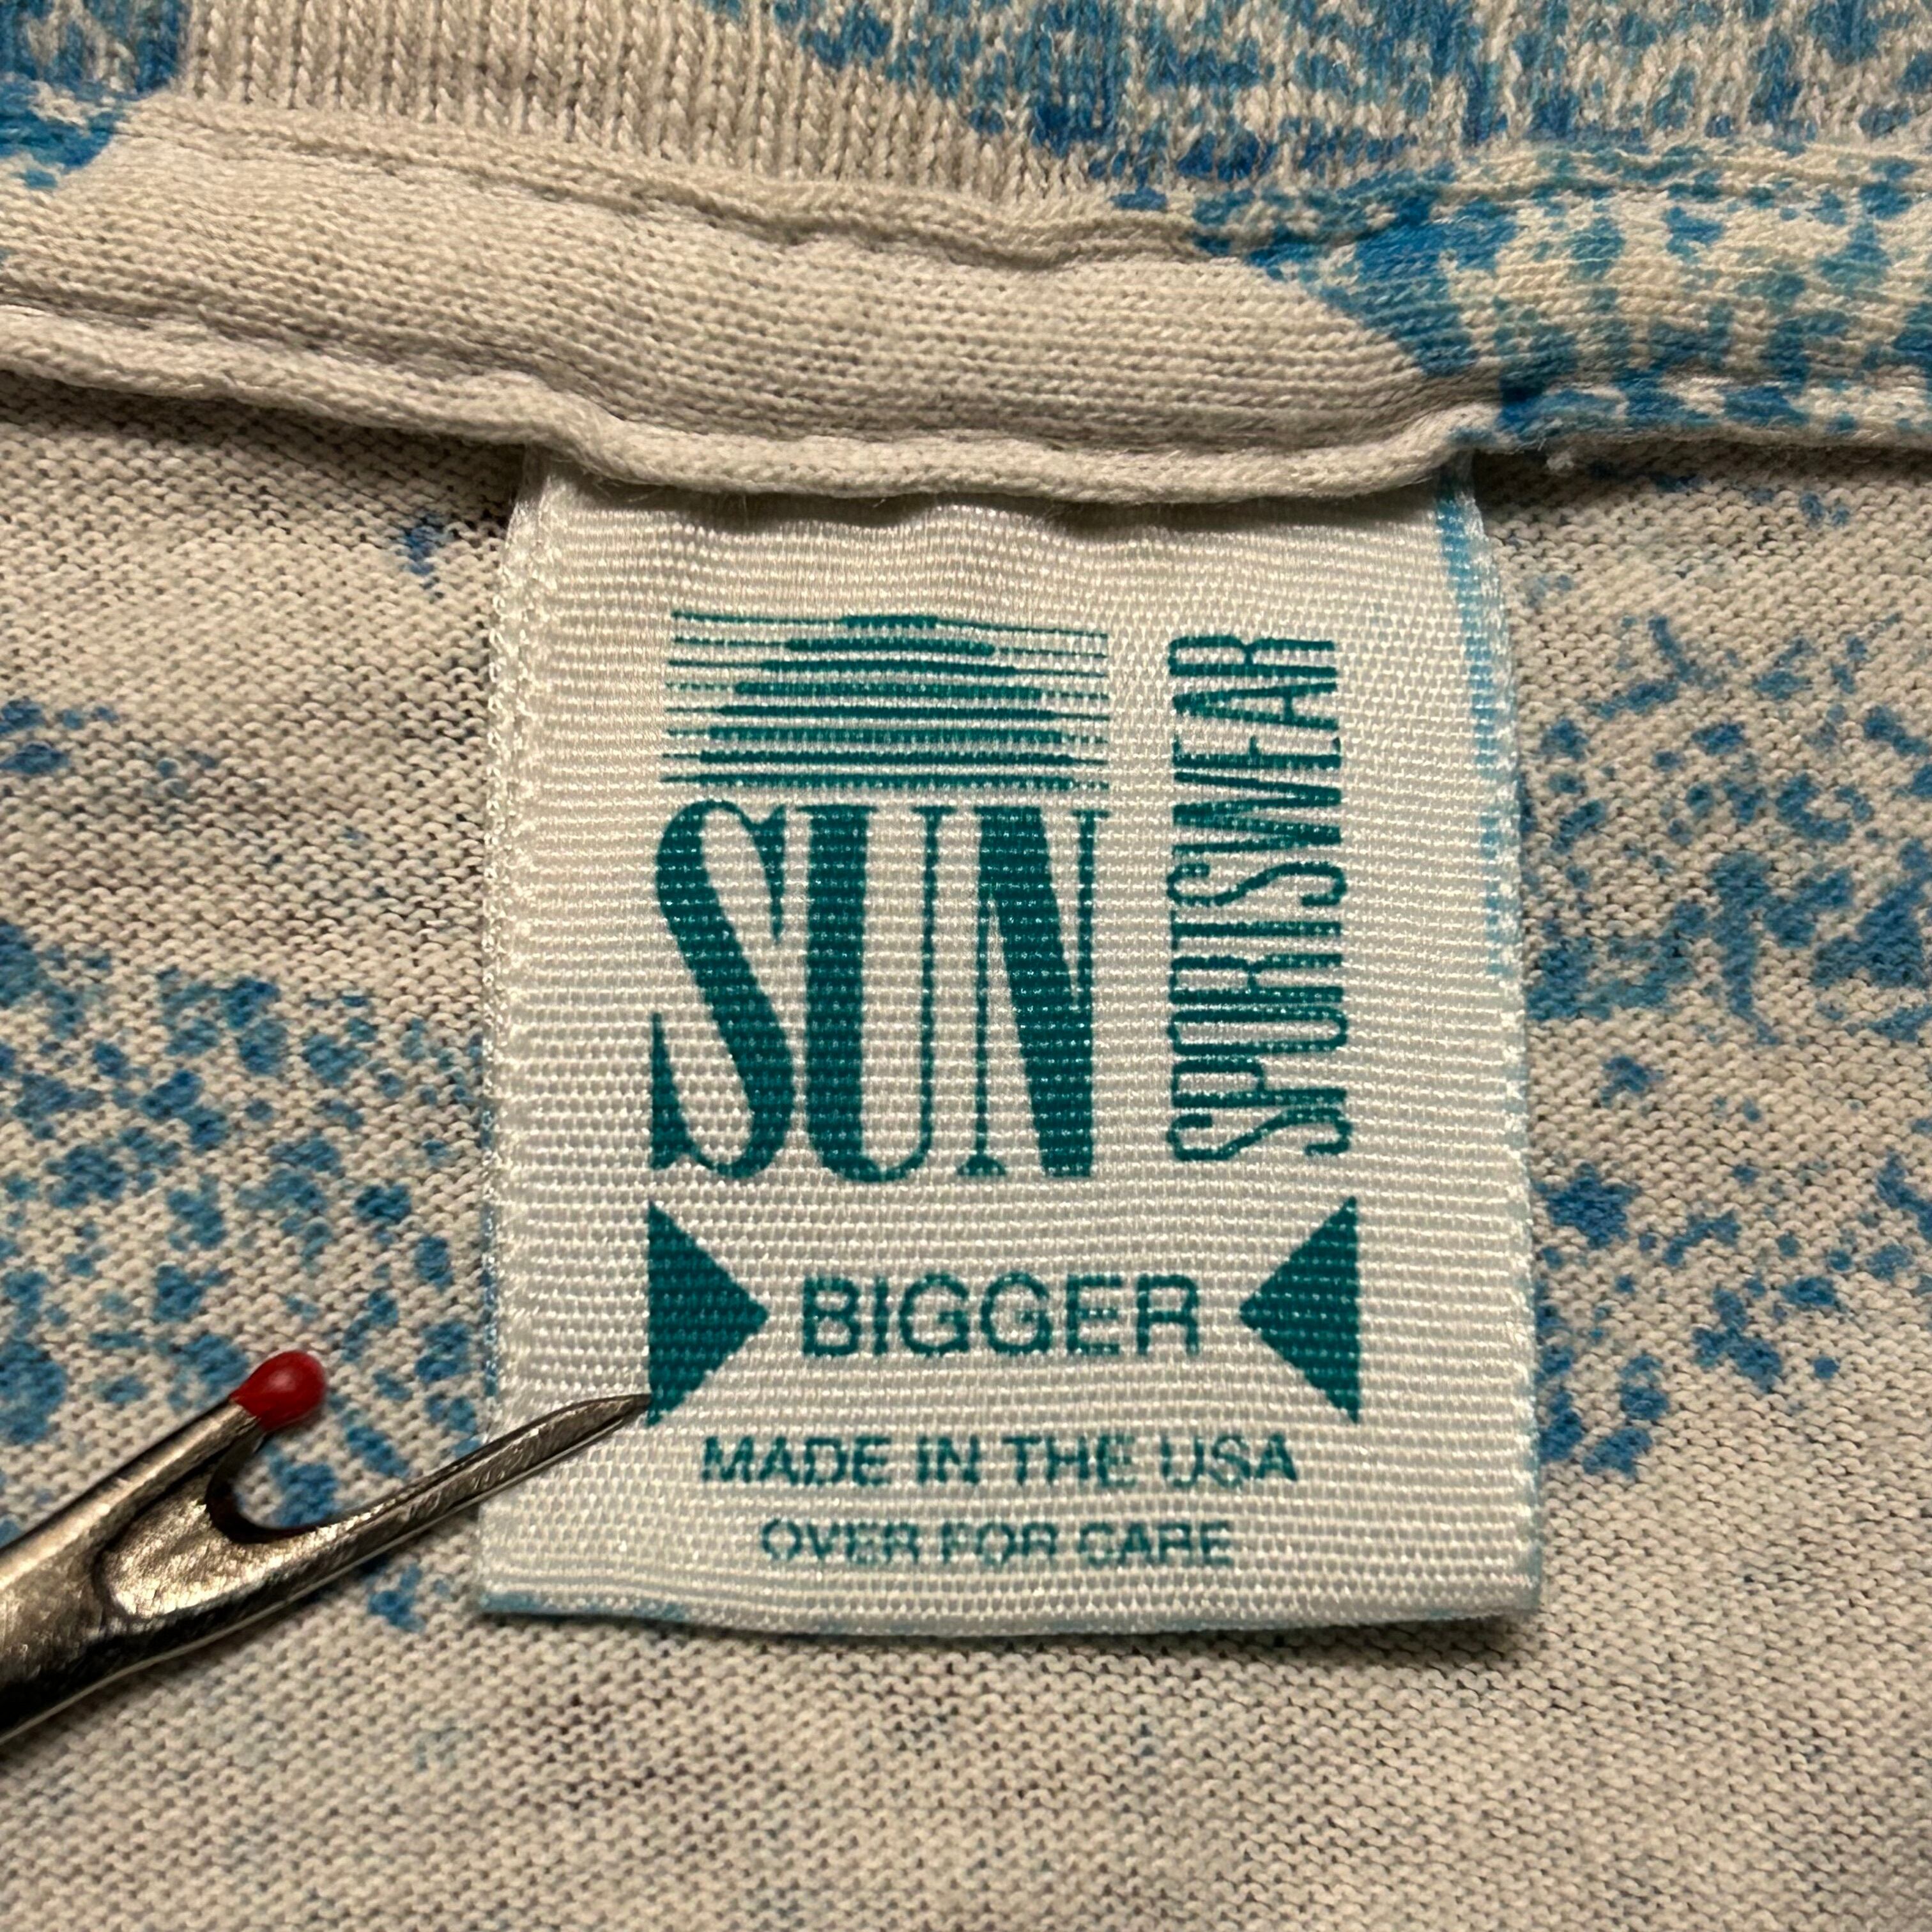 SUN
SPORTSWEAR
BIGGER
MADE IN THE USA
OVER FOR CARE